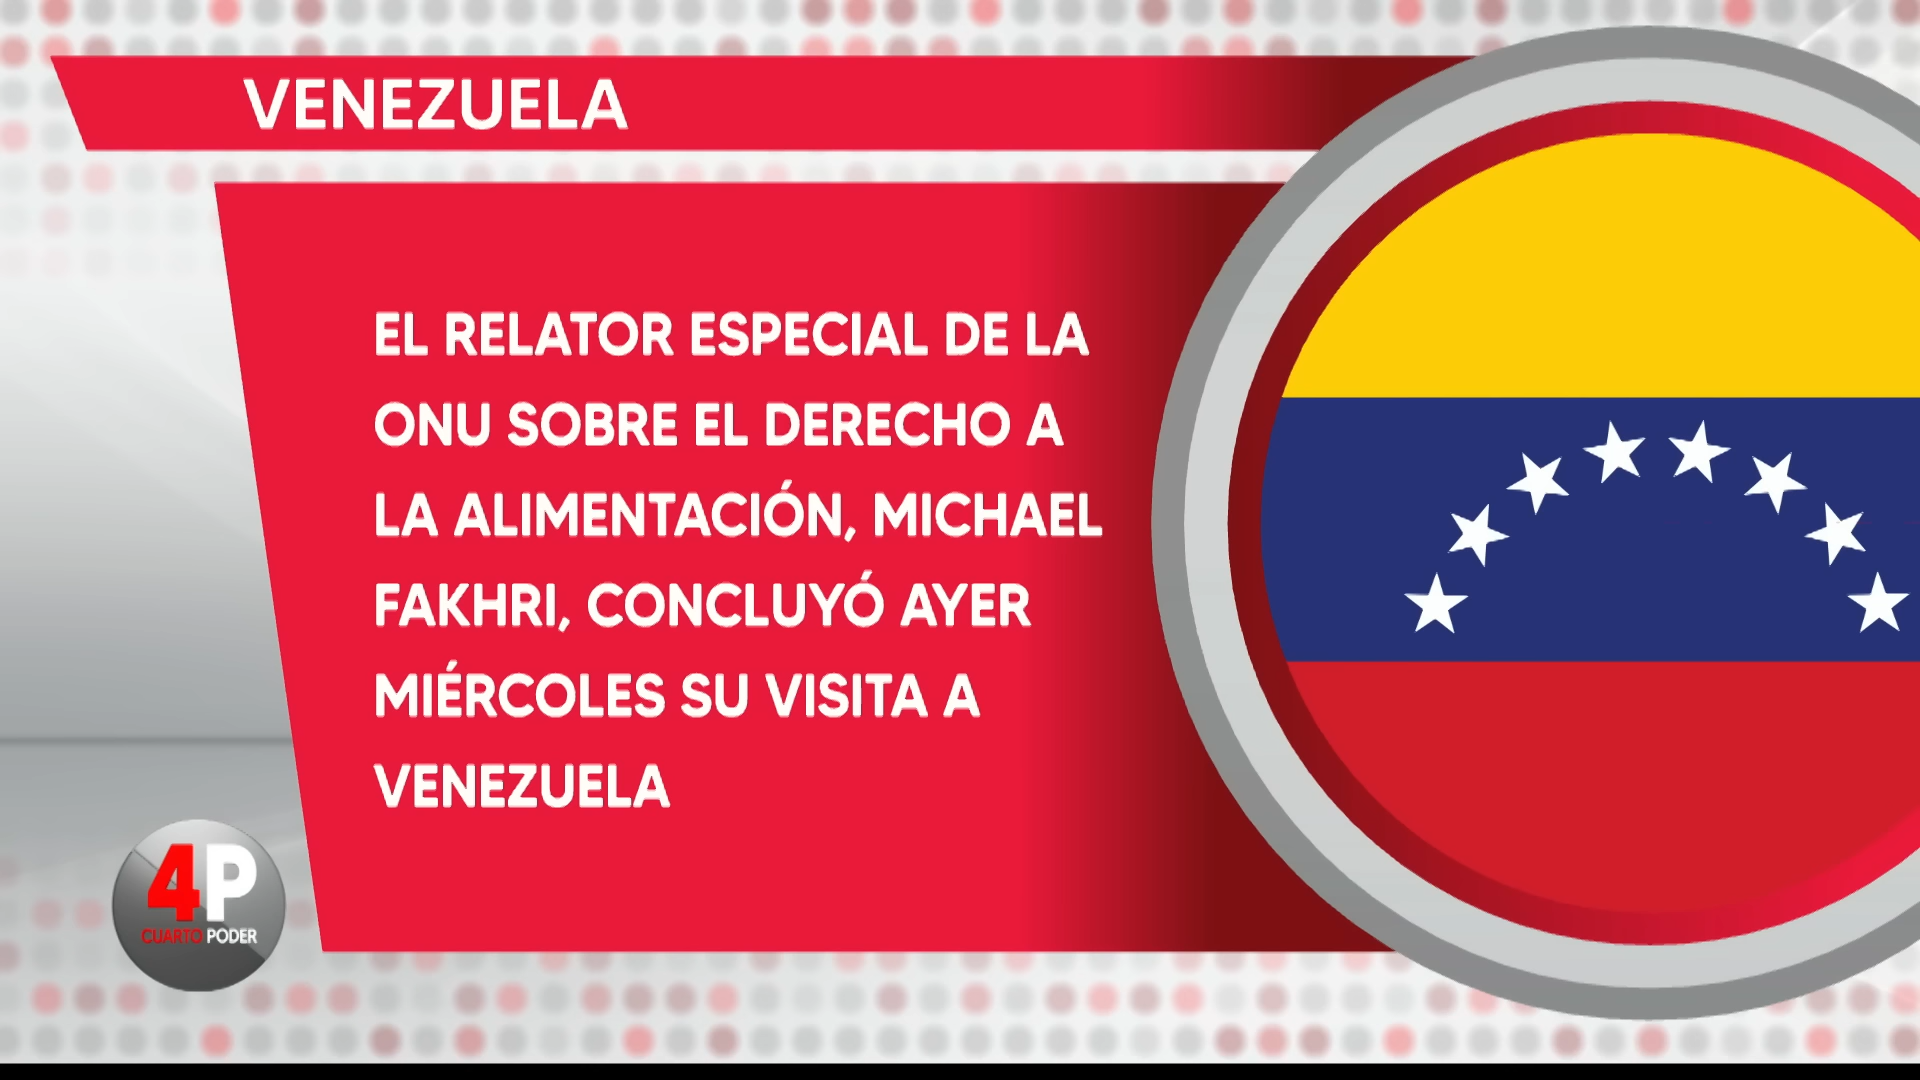 VENEZUELA
EL RELATOR ESPECIAL DE LA
ONU SOBRE EL DERECHO A
LA ALIMENTACIÓN, MICHAEL
FAKHRI, CONCLUYÓ AYER
MIÉRCOLES SU VISITA A
VENEZUELA
4P
CUARTO PODER